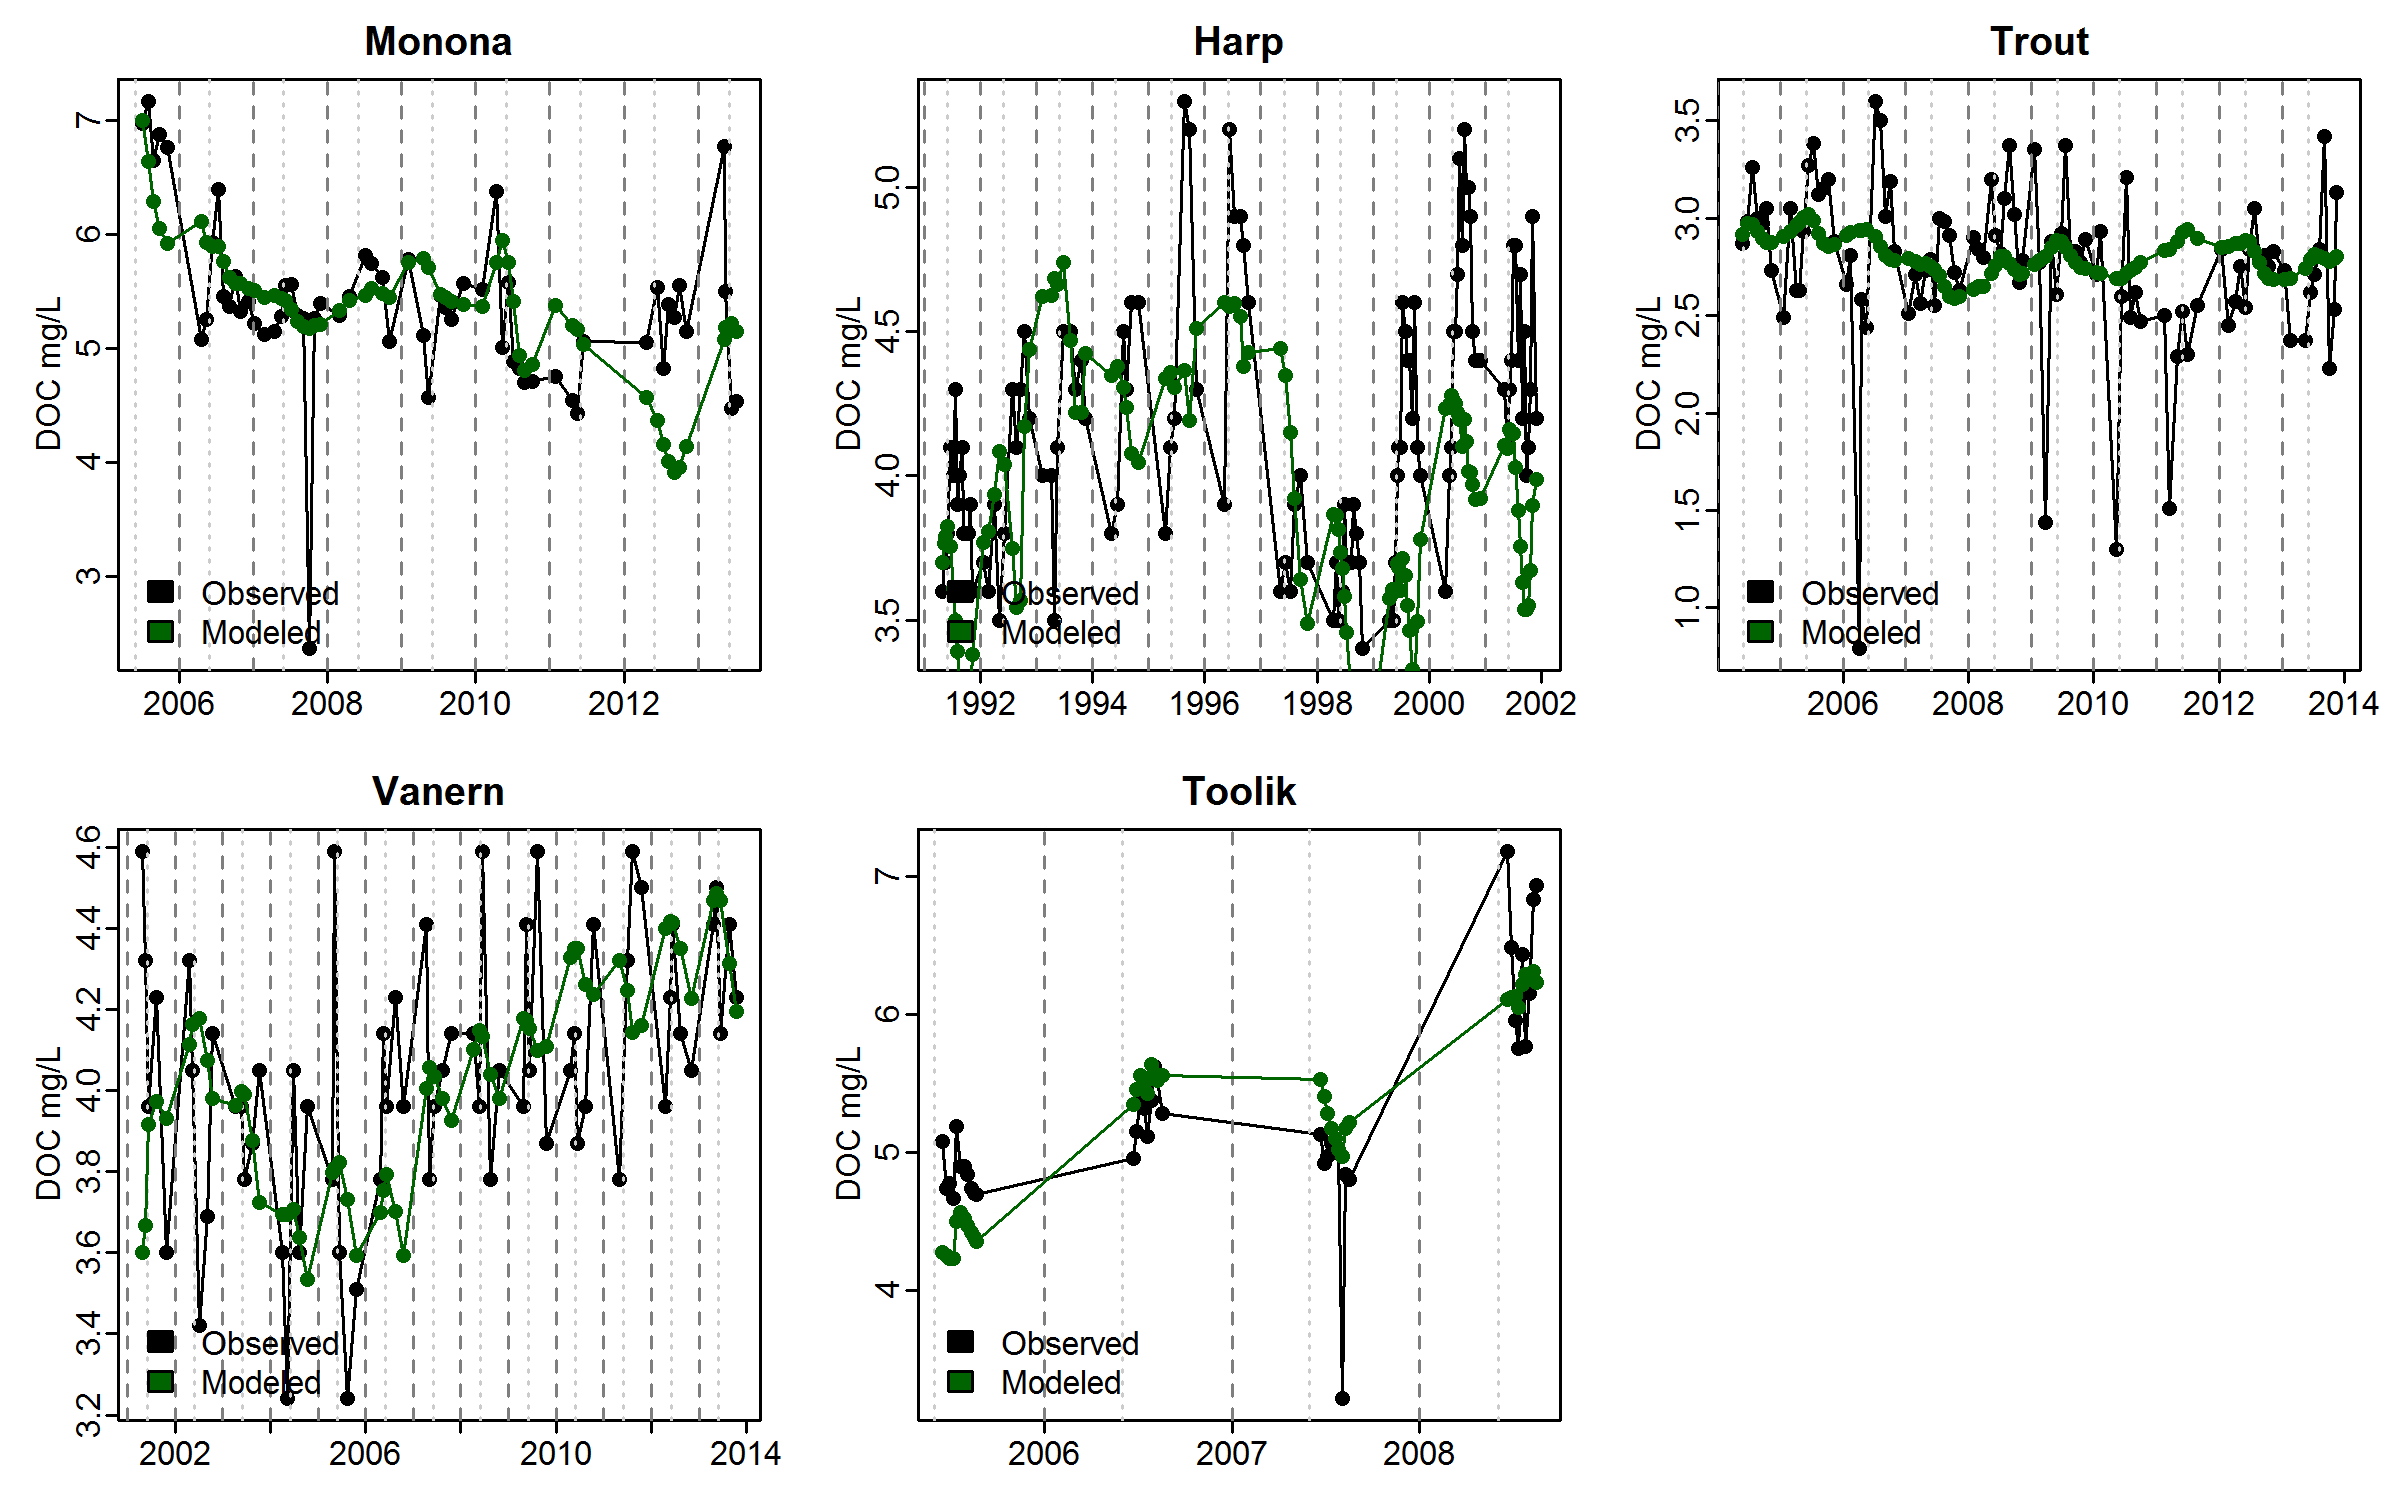 Monona
DOC mg/L
7
6
5
4
3
Observed
Modeled
2006 2008 2010 2012
Harp
DOC mg/L
5.0
4.5
4.0
3.5
Observed
Modeled
1992 1994 1996 1998 2000 2002
Trout
DOC mg/L
3.5
3.0
2.5
2.0
1.5
1.0
Observed
Modeled
2006 2008 2010 2012 2014
Vanern
DOC mg/L
4.6
4.4
4.2
4.0
3.8
3.6
3.4
3.2
Observed
Modeled
2002 2006 2010 2014
Toolik
DOC mg/L
7
6
5
4
Observed
Modeled
2006 2007 2008